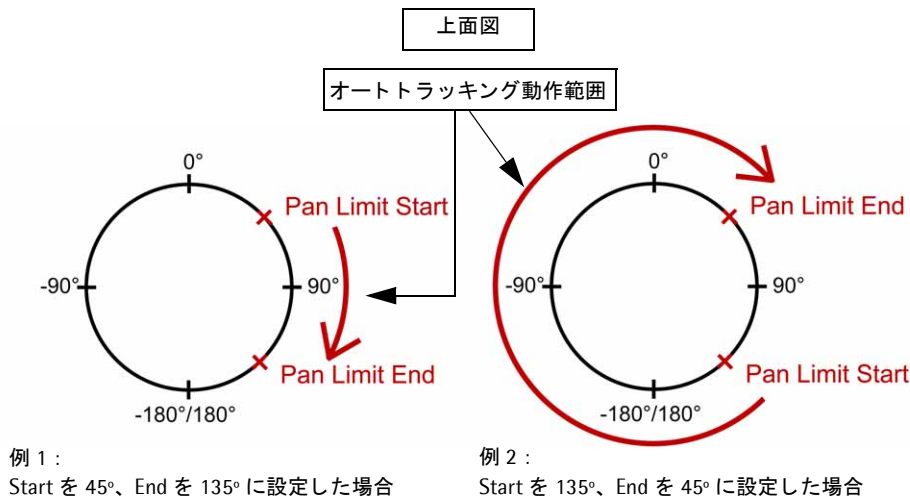 上面図
オートトラッキング動作範囲
0°
Pan Limit Start
-90°
90°
Pan Limit End
-180°/180°
0°
Pan Limit End
-90°
90°
Pan Limit Start
-180°/180°
例 1：
Start を 45°、End を 135° に設定した場合
例 2：
Start を 135°、End を 45° に設定した場合